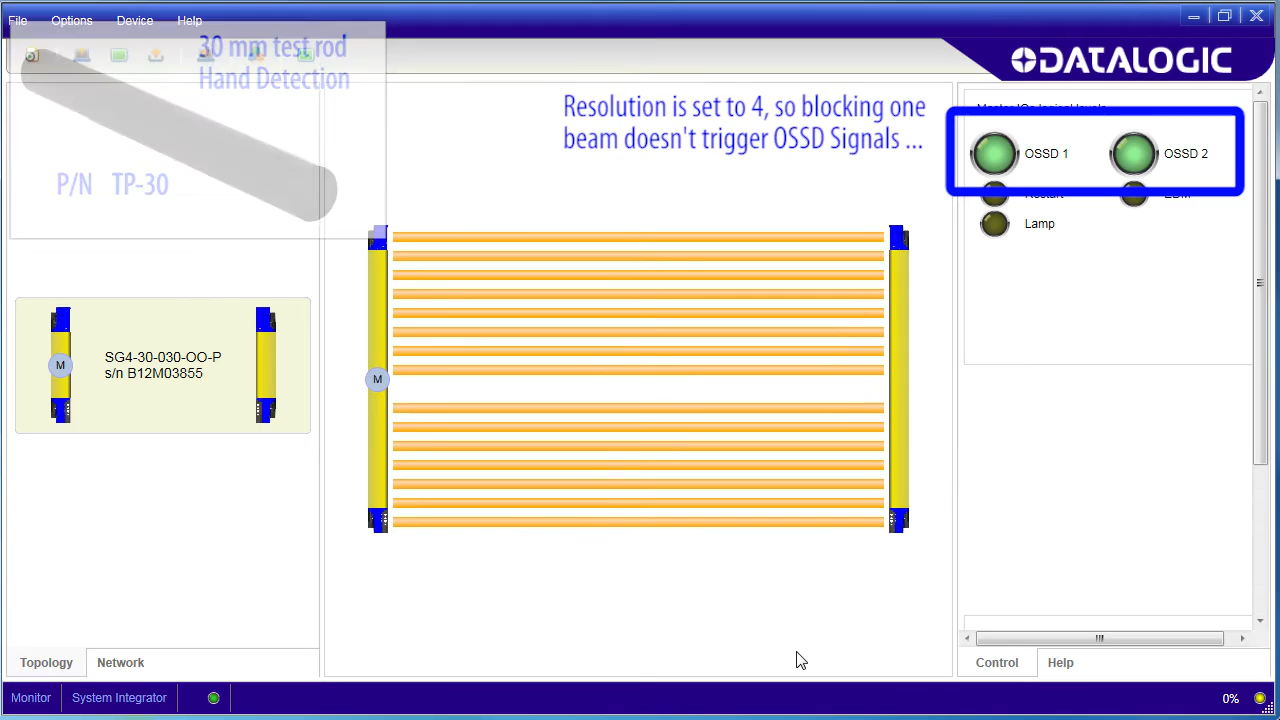 File Options Device Help
DATALOGIC
30 mm test rod
Hand Detection
P/N TP-30
Resolution is set to 4, so blocking one
beam doesn't trigger OSSD Signals ...
OSSD 1 OSSD 2
Restart EDM
Lamp
M SG4-30-030-OO-P
s/n B12M03855
M
Topology Network
Control Help
Monitor System Integrator 0%